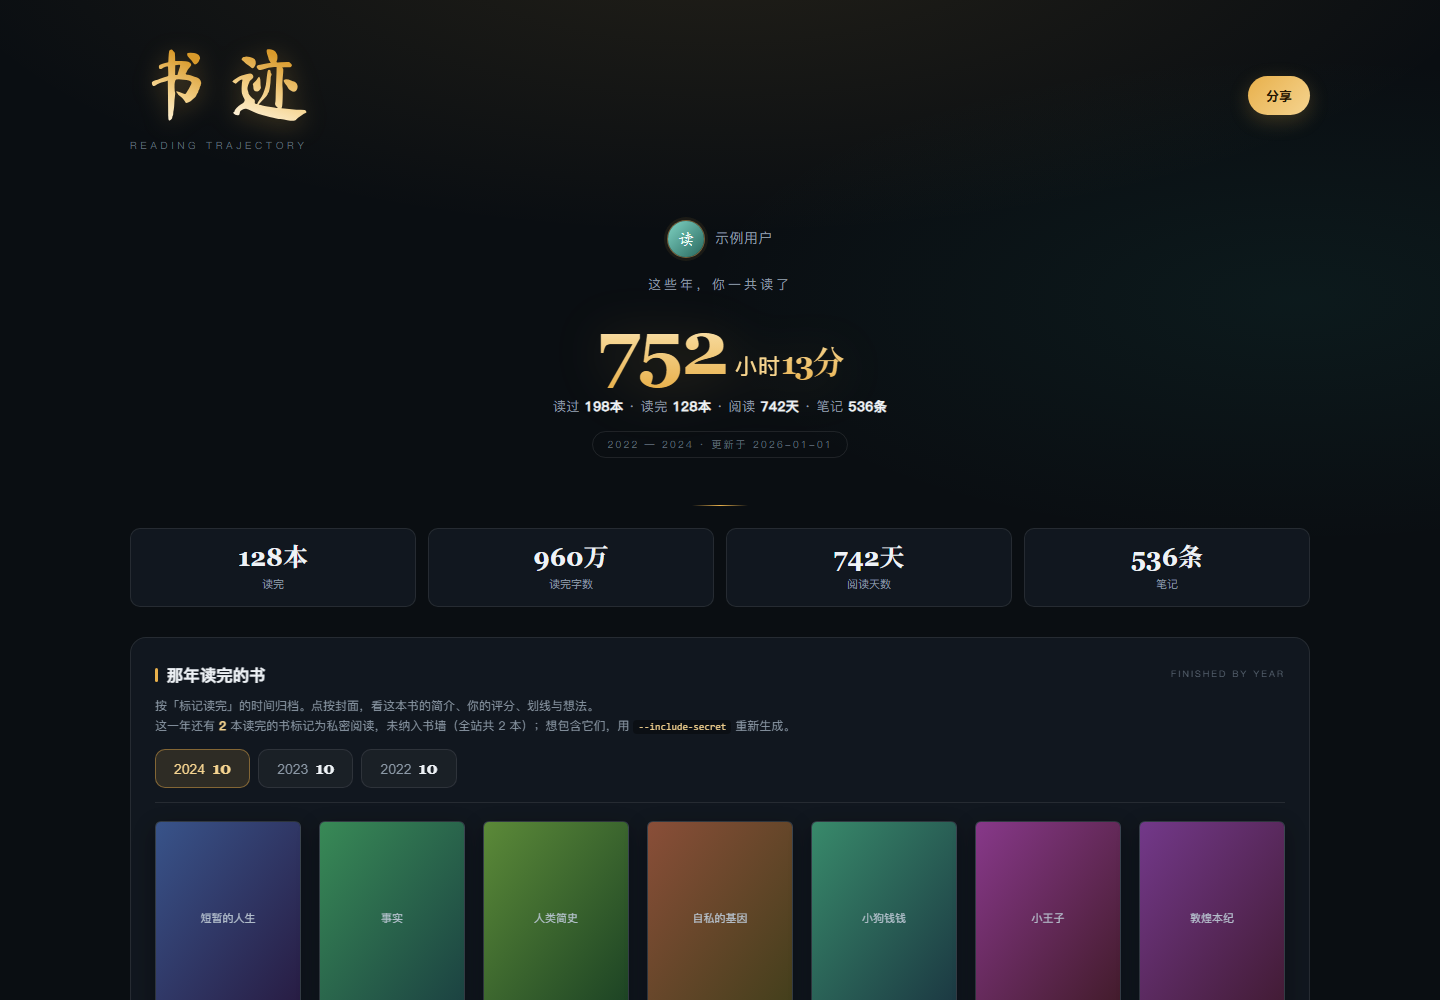 书迹
READING TRAJECTORY
分享
读 示例用户
这些年，你一共读了
752 小时13分
读过 198本 · 读完 128本 · 阅读 742天 · 笔记 536条
2022 — 2024 · 更新于 2026-01-01
128本
读完
960万
读完字数
742天
阅读天数
536条
笔记
那年读完的书
FINISHED BY YEAR
按「标记读完」的时间归档。点按封面，看这本书的简介、你的评分、划线与想法。
这一年还有 2 本读完的书标记为私密阅读，未纳入书墙（全站共 2 本）；想包含它们，用 --include-secret 重新生成。
2024 10
2023 10
2022 10
短暂的人生
事实
人类简史
自私的基因
小狗钱钱
小王子
敦煌本纪